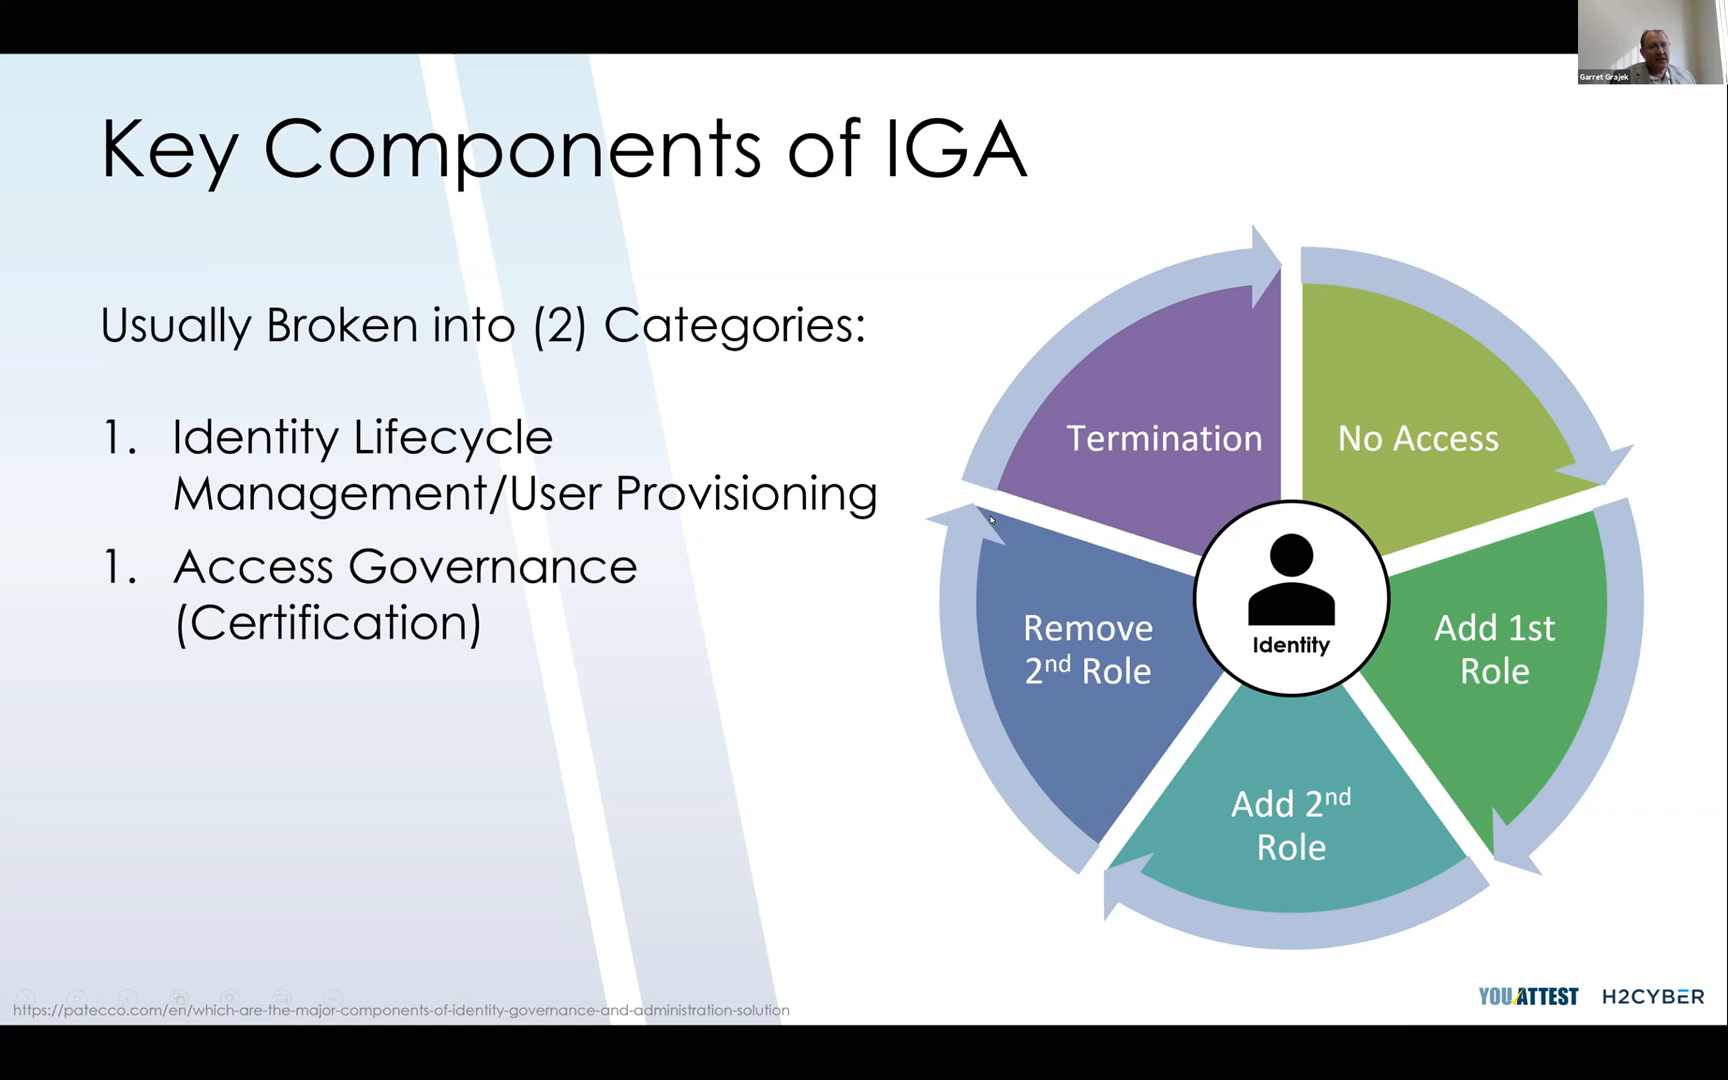 Garret Grajek
Key Components of IGA
Usually Broken into (2) Categories:
1. Identity Lifecycle
Management/User Provisioning
1. Access Governance
(Certification)
Termination
No Access
Remove
2nd Role
Identity
Add 1st
Role
Add 2nd
Role
https://patecco.com/en/which-are-the-major-components-of-identity-governance-and-administration-solution
YOUATTEST
H2CYBER